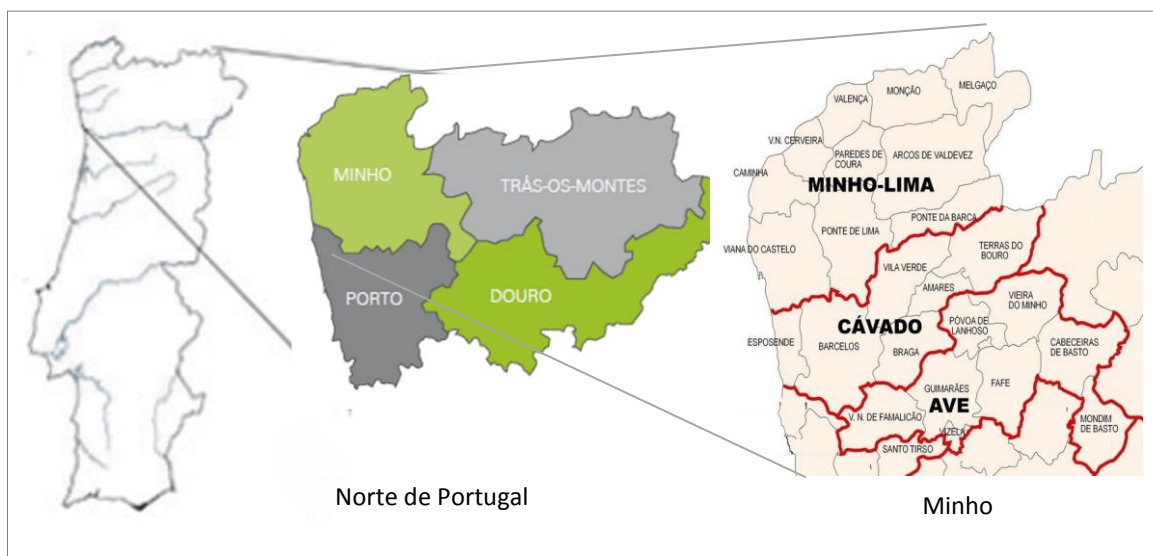 MINHO
TRÁS-OS-MONTES
PORTO
DOURO
Norte de Portugal
MELGAÇO
MONÇÃO
VALENÇA
V.N. CERVEIRA
PAREDES DE
COURA
ARCOS DE VALDEVEZ
CAMINHA
MINHO-LIMA
PONTE DA BARCA
PONTE DE LIMA
VIANA DO CASTELO
TERRAS DO
BOURO
VILA VERDE
AMARES
VIEIRA
DO MINHO
CÁVADO
PÓVOA DE
LANHOSO
ESPOSENDE
BARCELOS
BRAGA
CABECEIRAS
DE BASTO
GUIMARÃES
FAFE
AVE
V. N. DE FAMALICÃO
MONDIM
DE BASTO
VIZELA
SANTO TIRSO
Minho